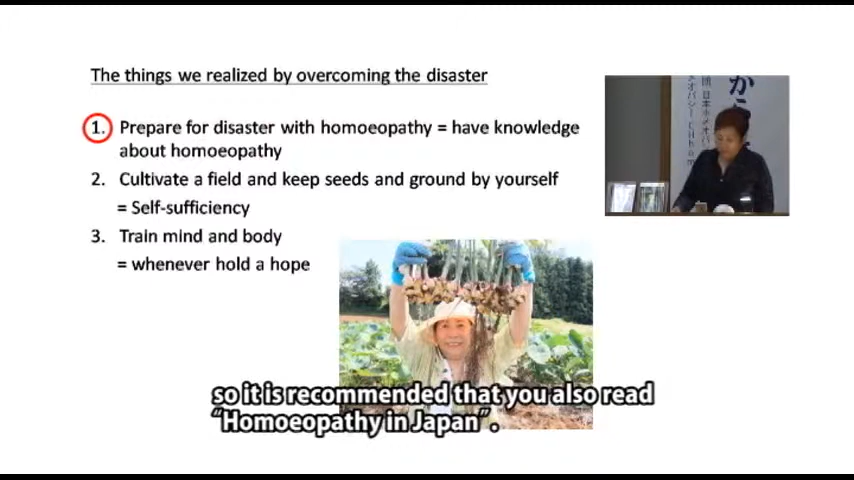 The things we realized by overcoming the disaster
1. Prepare for disaster with homoeopathy = have knowledge
about homoeopathy
2. Cultivate a field and keep seeds and ground by yourself
= Self-sufficiency
3. Train mind and body
= whenever hold a hope
so it is recommended that you also read
"Homoeopathy in Japan".